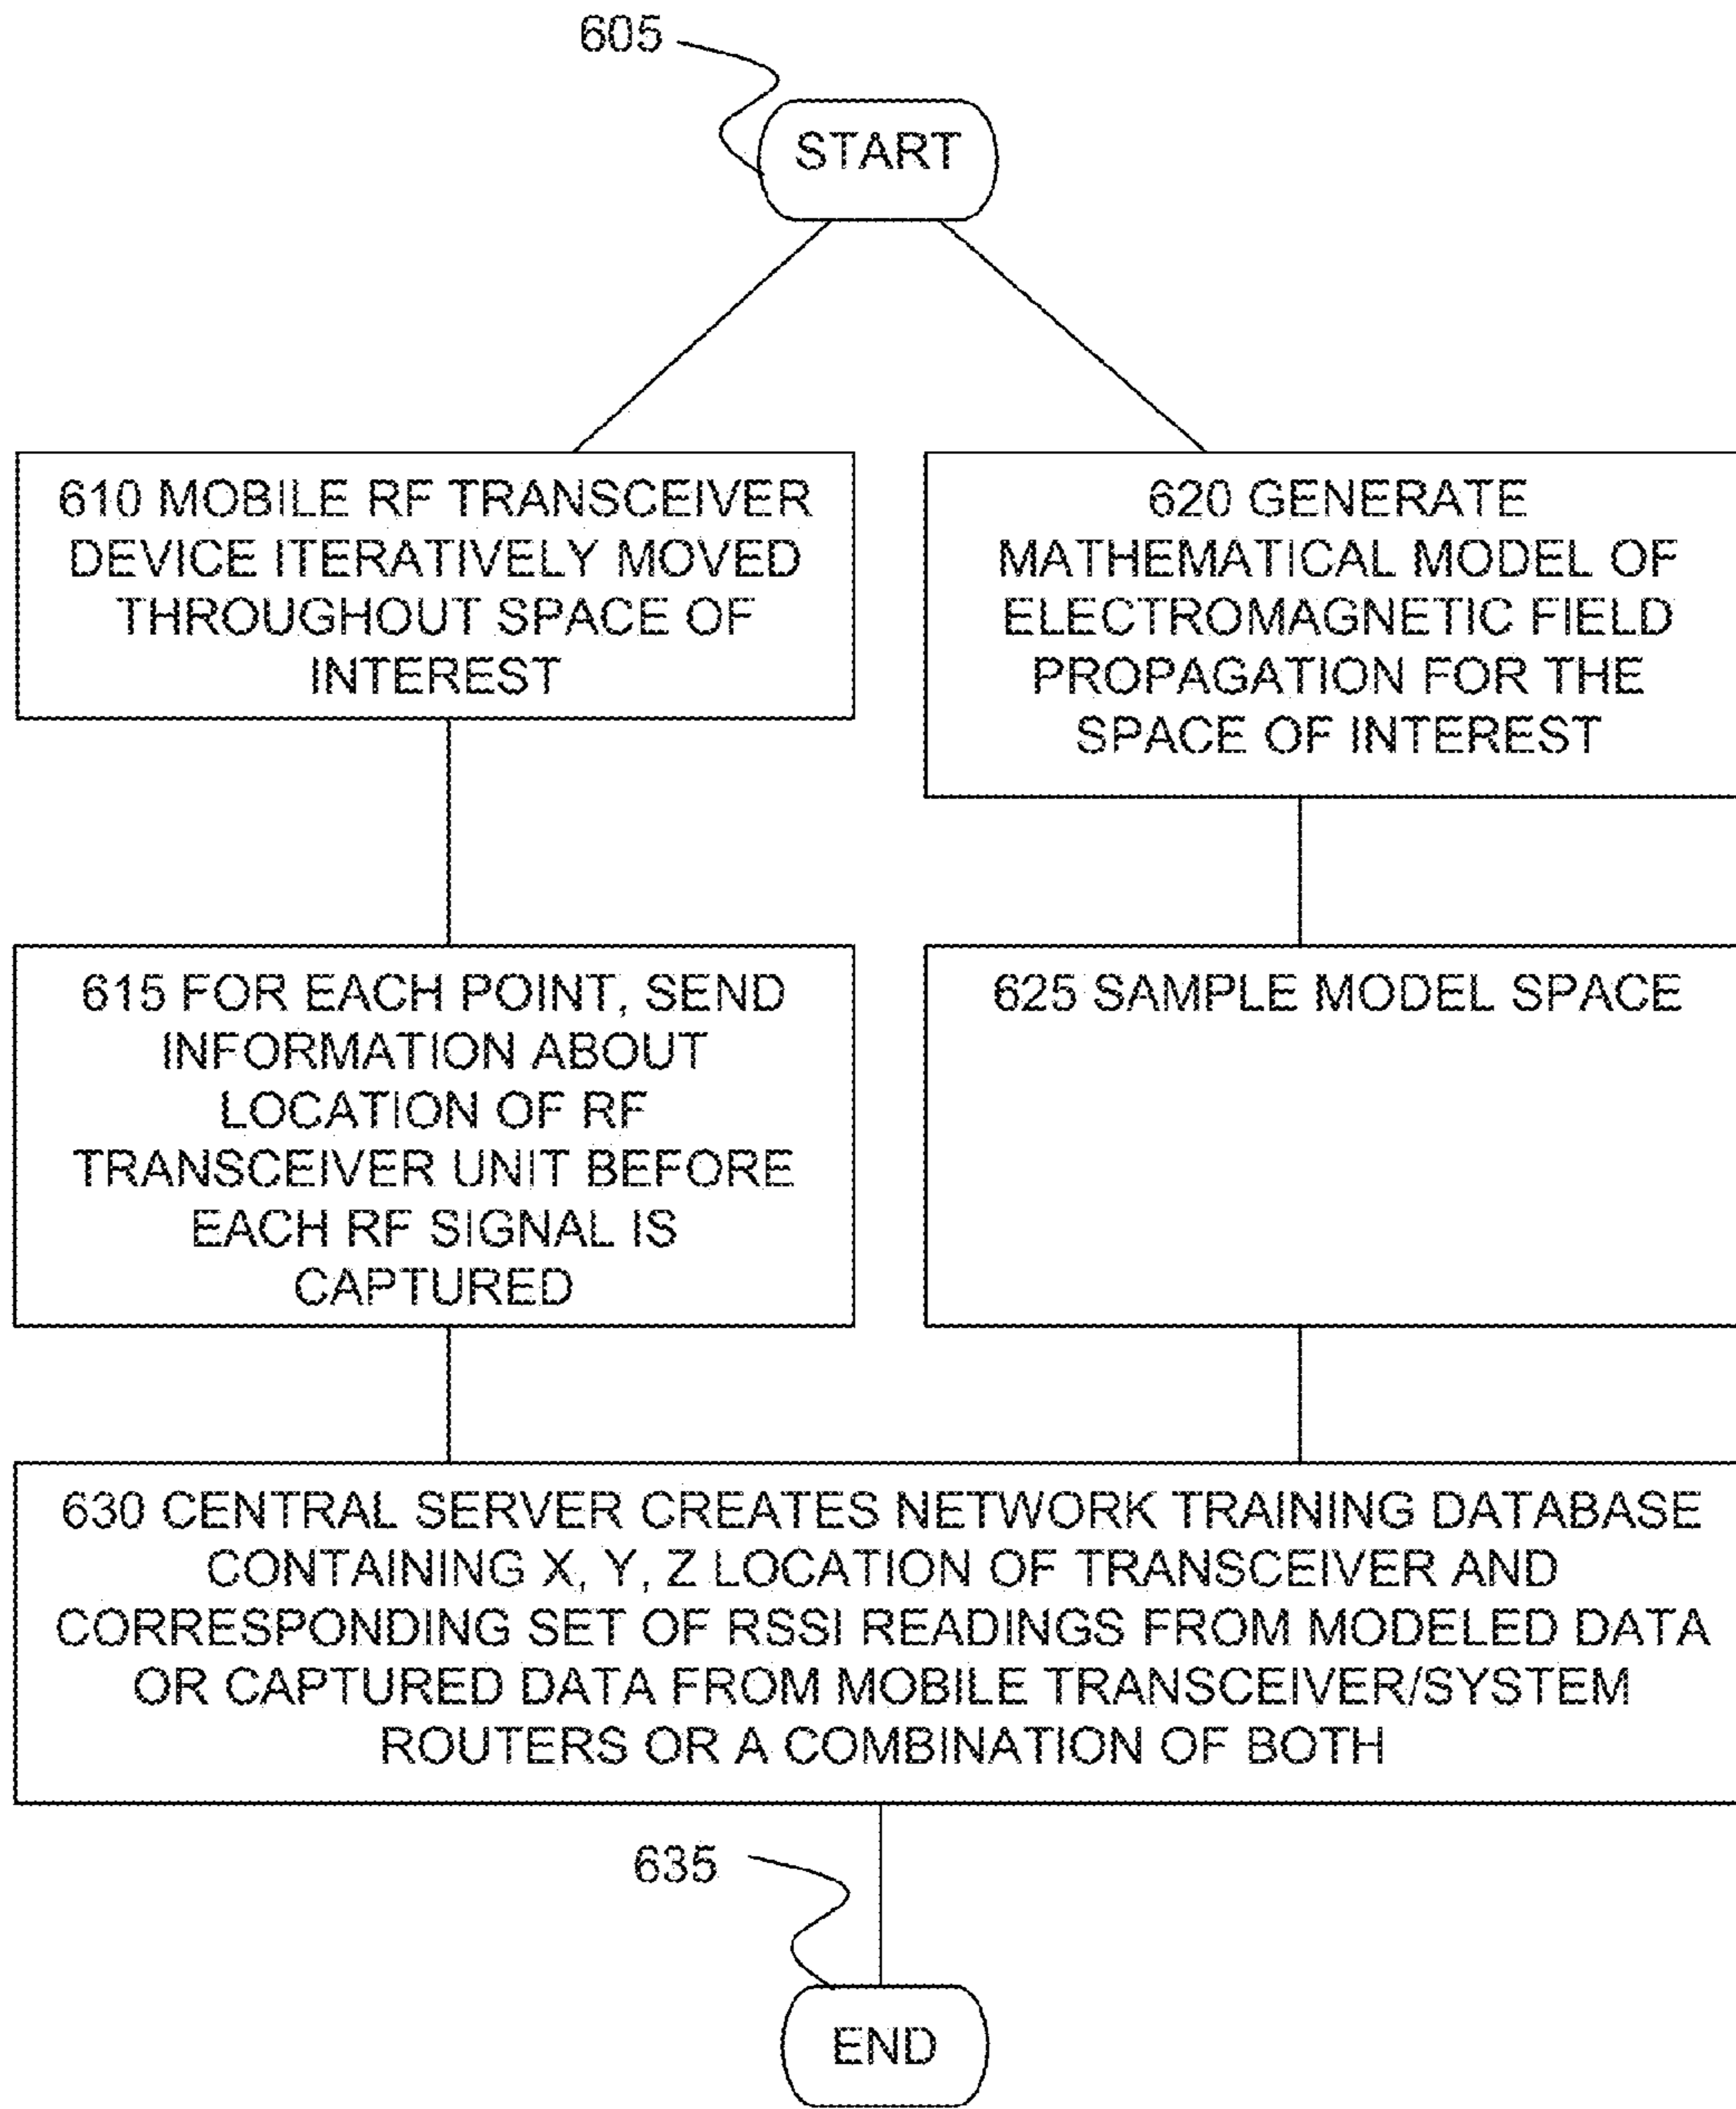 605
START
610 MOBILE RF TRANSCEIVER
DEVICE ITERATIVELY MOVED
THROUGHOUT SPACE OF
INTEREST
620 GENERATE
MATHEMATICAL MODEL OF
ELECTROMAGNETIC FIELD
PROPAGATION FOR THE
SPACE OF INTEREST
615 FOR EACH POINT, SEND
INFORMATION ABOUT
LOCATION OF RF
TRANSCEIVER UNIT BEFORE
EACH RF SIGNAL IS
CAPTURED
625 SAMPLE MODEL SPACE
630 CENTRAL SERVER CREATES NETWORK TRAINING DATABASE
CONTAINING X, Y, Z LOCATION OF TRANSCEIVER AND
CORRESPONDING SET OF RSSI READINGS FROM MODELED DATA
OR CAPTURED DATA FROM MOBILE TRANSCEIVER/SYSTEM
ROUTERS OR A COMBINATION OF BOTH
635
END